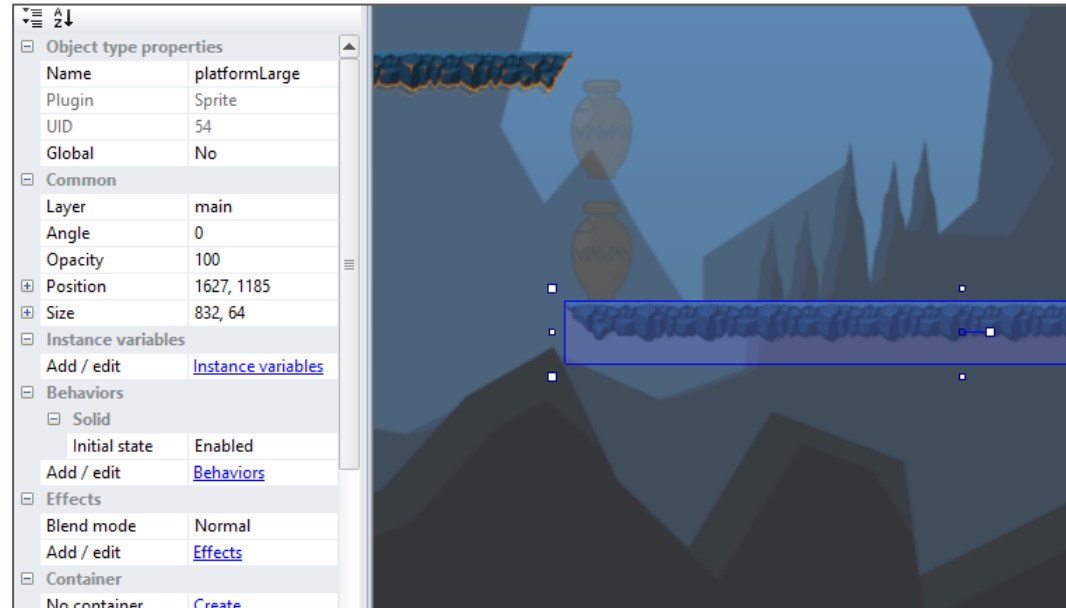 A
Z
Object type properties
Name platformLarge
Plugin Sprite
UID 54
Global No
Common
Layer main
Angle 0
Opacity 100
Position 1627, 1185
Size 832, 64
Instance variables
Add / edit Instance variables
Behaviors
Solid
Initial state Enabled
Add / edit Behaviors
Effects
Blend mode Normal
Add / edit Effects
Container
No container Create